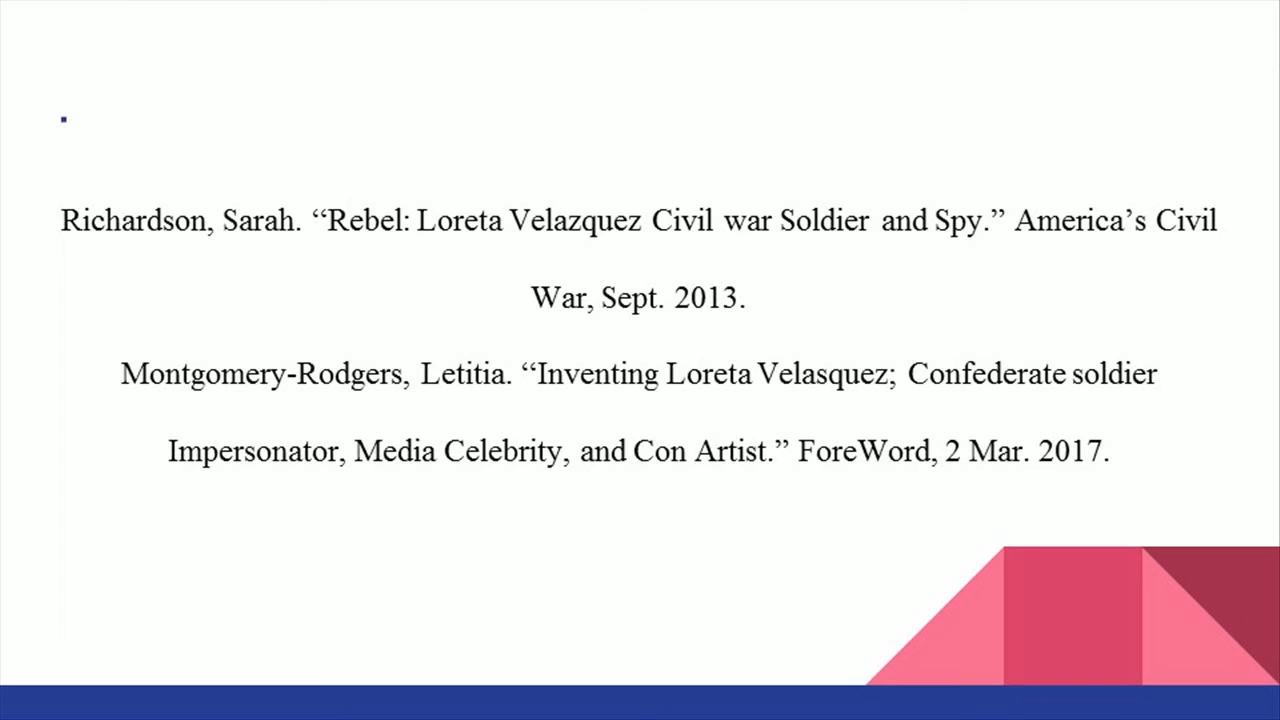 Richardson, Sarah. “Rebel: Loreta Velazquez Civil war Soldier and Spy.” America’s Civil
War, Sept. 2013.
Montgomery-Rodgers, Letitia. “Inventing Loreta Velasquez; Confederate soldier
Impersonator, Media Celebrity, and Con Artist.” ForeWord, 2 Mar. 2017.